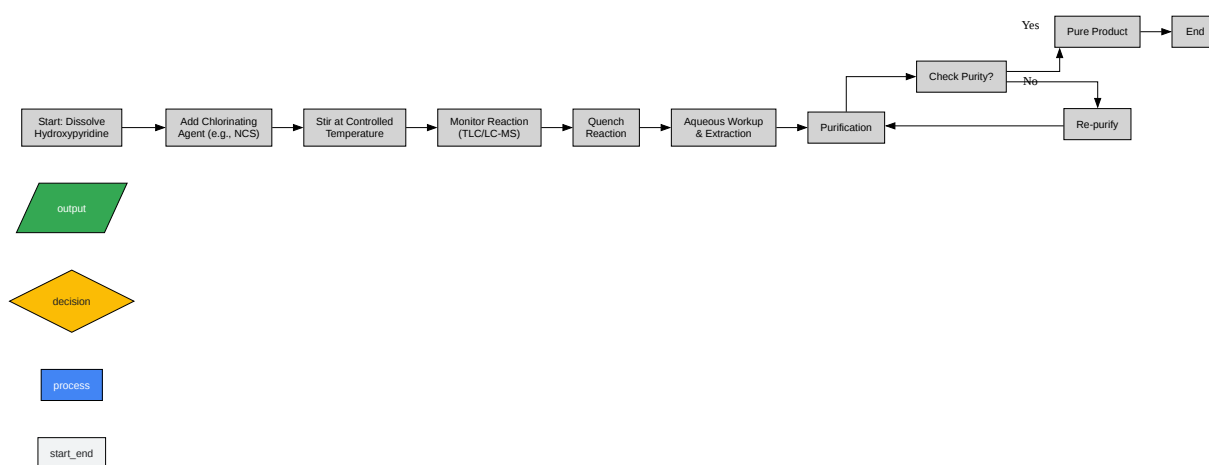 Yes
Pure Product
End
Check Purity?
No
Start: Dissolve
Hydroxypyridine
Add Chlorinating
Agent (e.g., NCS)
Stir at Controlled
Temperature
Monitor Reaction
(TLC/LC-MS)
Quench
Reaction
Aqueous Workup
& Extraction
Purification
Re-purify
output
decision
process
start_end